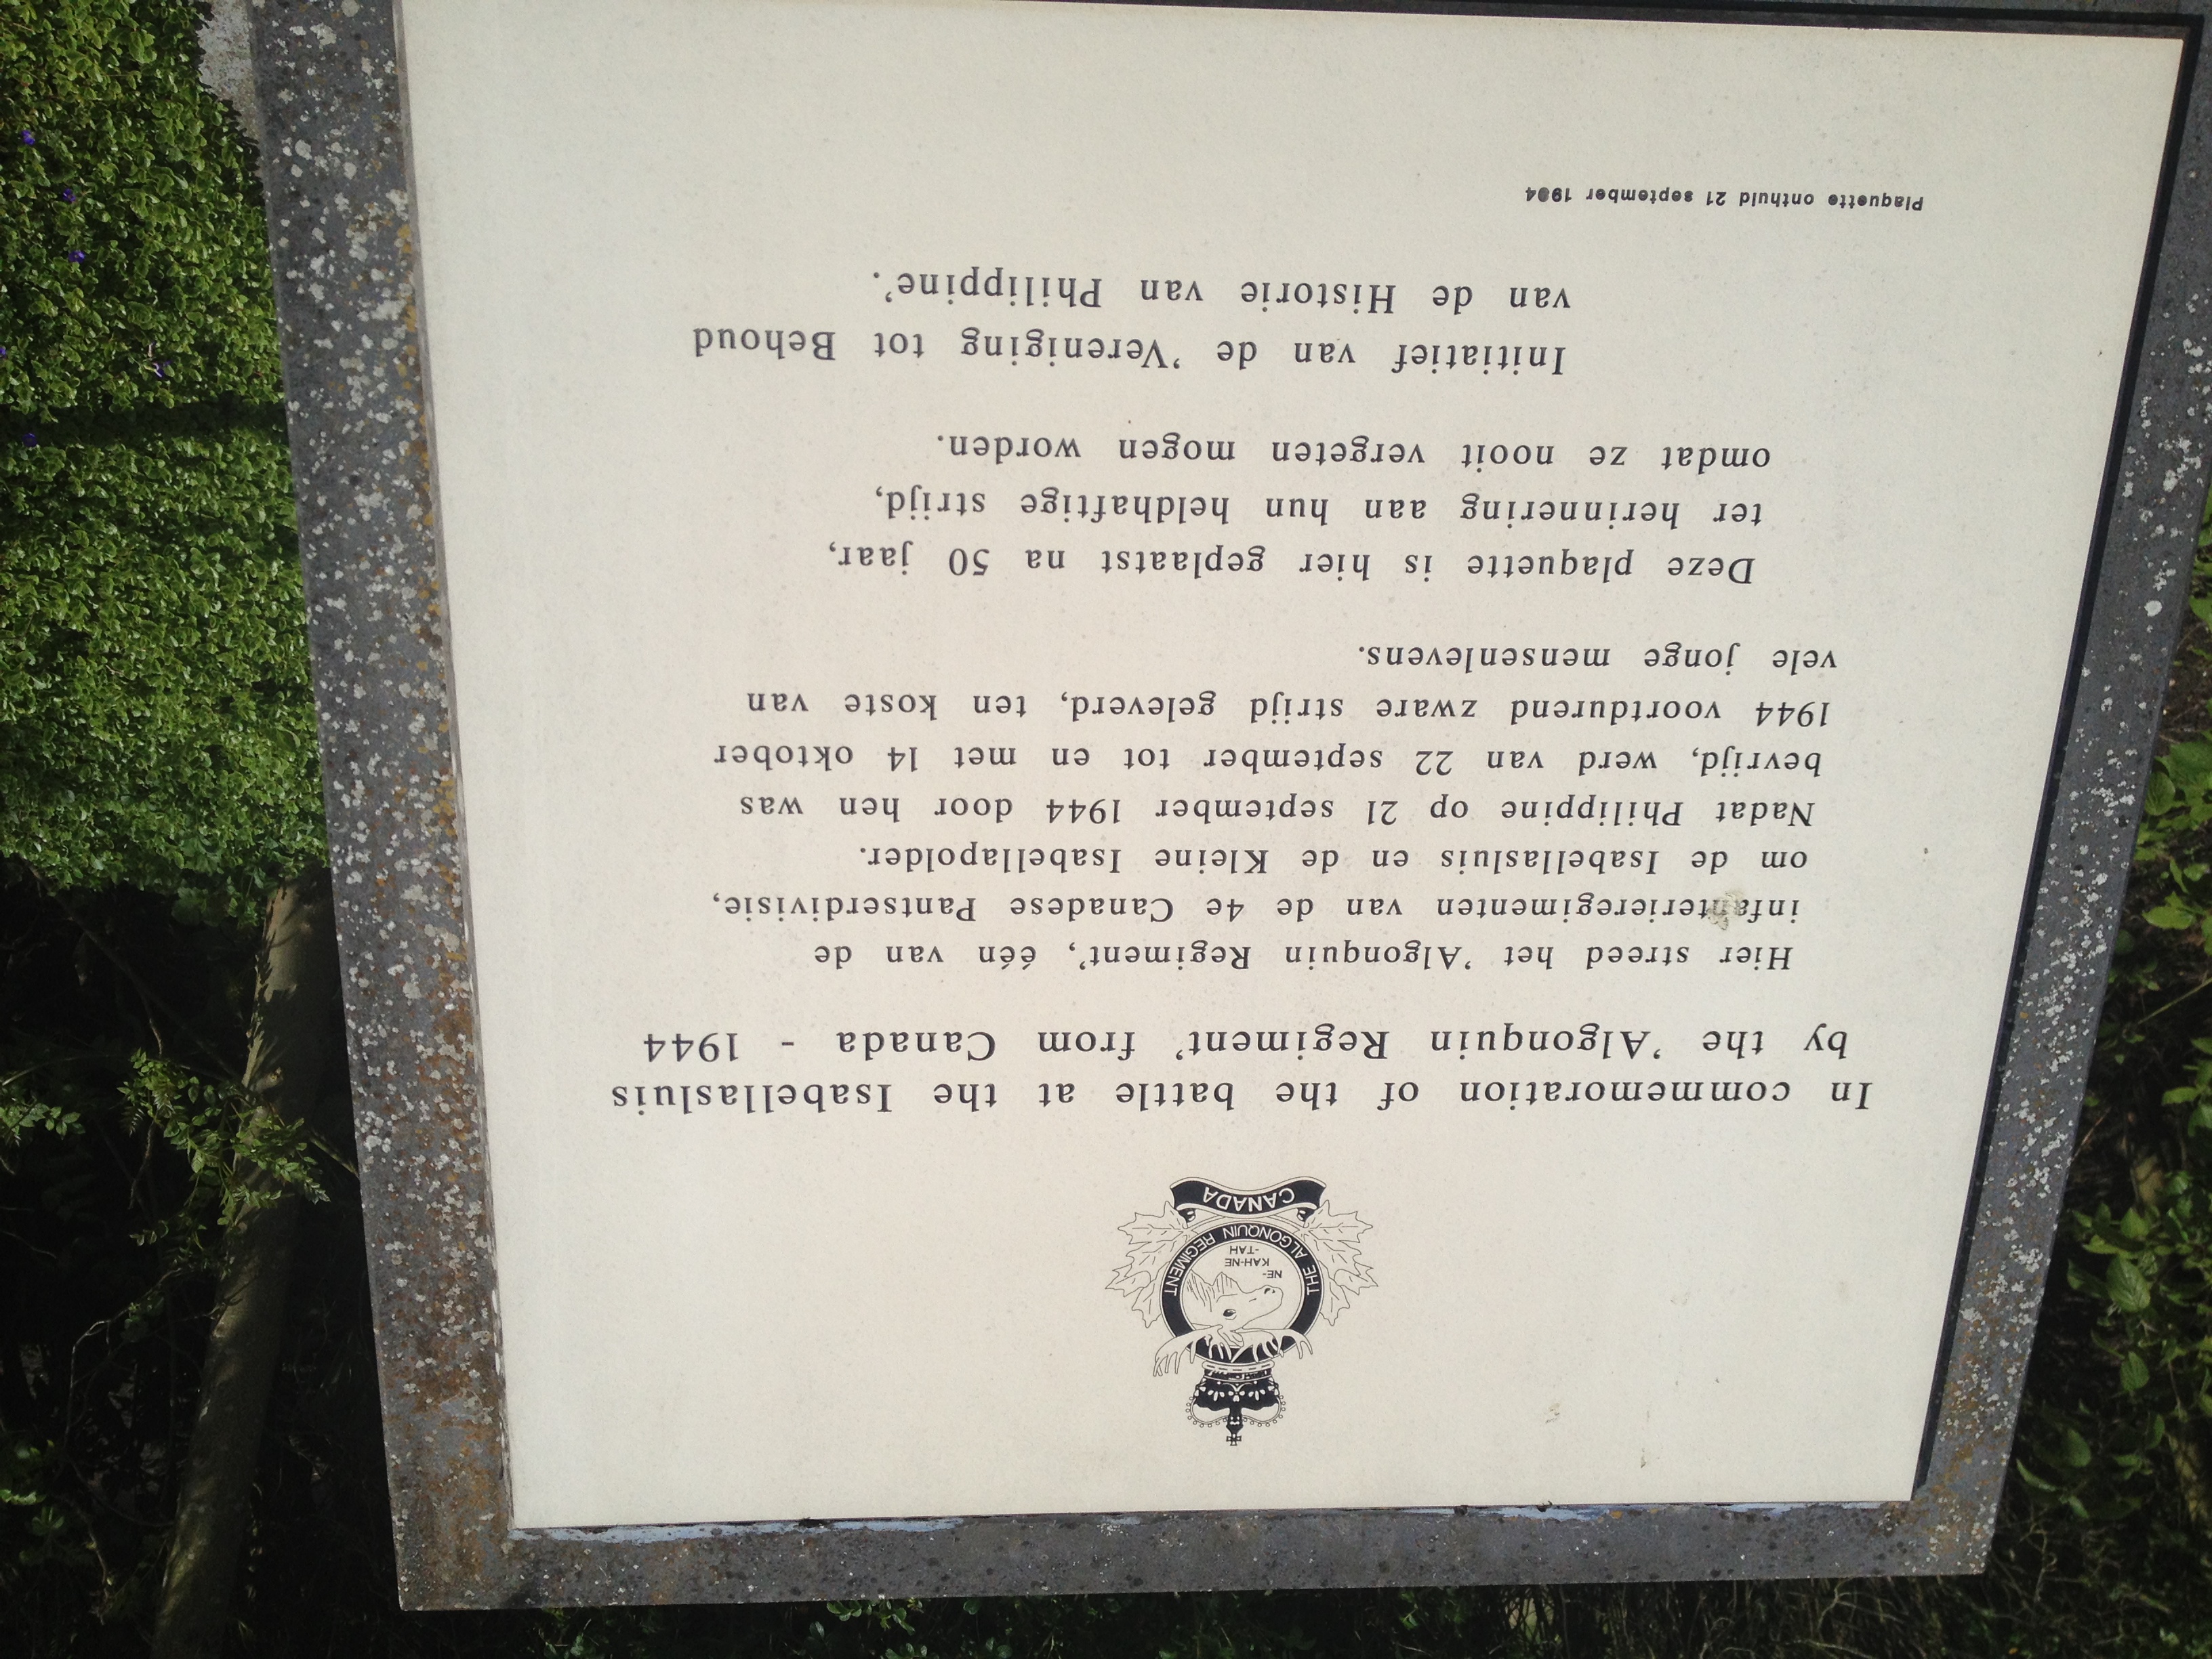 NE-
KAH-NE
-TAH
THE ALGONQUIN REGIMENT
CANADA
In commemoration of the battle at the Isabellasluis
by the 'Algonquin Regiment' from Canada - 1944
Hier streed het 'Algonquin Regiment', één van de
infanterieregimenten van de 4e Canadese Pantserdivisie,
om de Isabellasluis en de Kleine Isabellapolder.
Nadat Philippine op 21 september 1944 door hen was
bevrijd, werd van 22 september tot en met 14 oktober
1944 voortdurend zware strijd geleverd, ten koste van
vele jonge mensenlevens.
Deze plaquette is hier geplaatst na 50 jaar,
ter herinnering aan hun heldhaftige strijd,
omdat ze nooit vergeten mogen worden.
Initiatief van de 'Vereniging tot Behoud
van de Historie van Philippine'.
Plaquette onthuld 21 september 1994